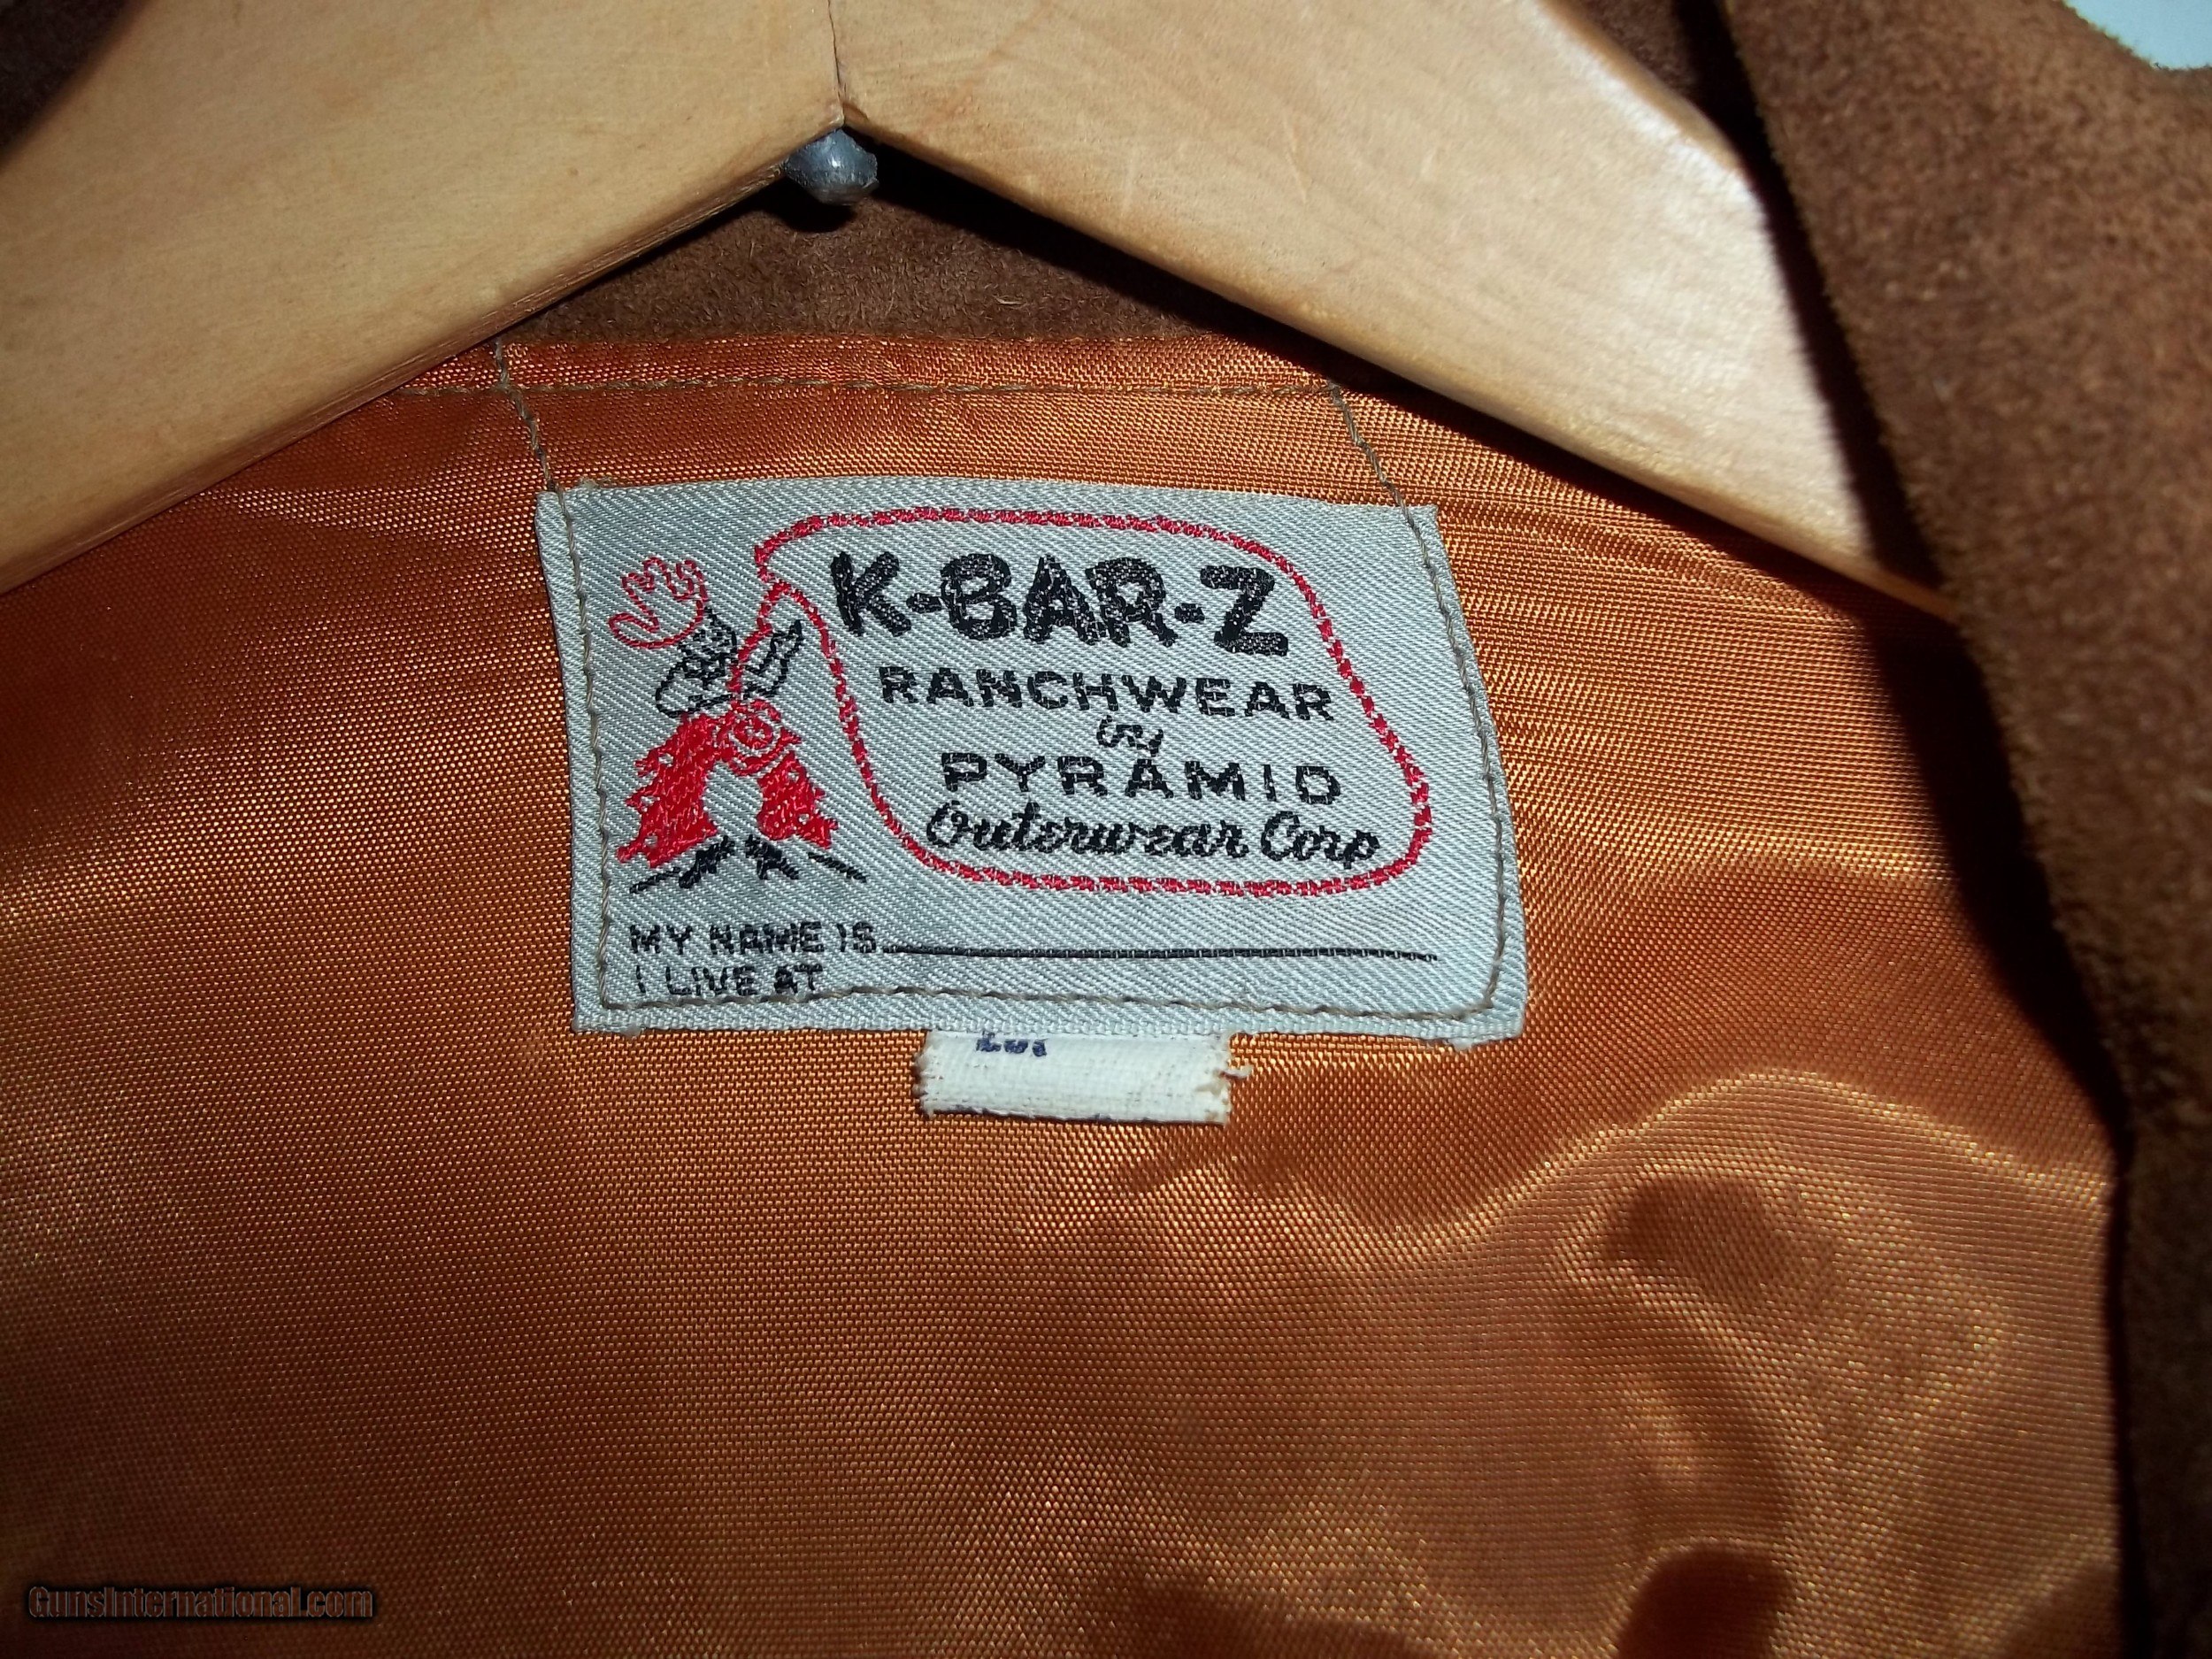 K-BAR-Z
RANCHWEAR
by
PYRAMID
Outerwear Corp
MY NAME IS
I LIVE AT
GunsInternational.com